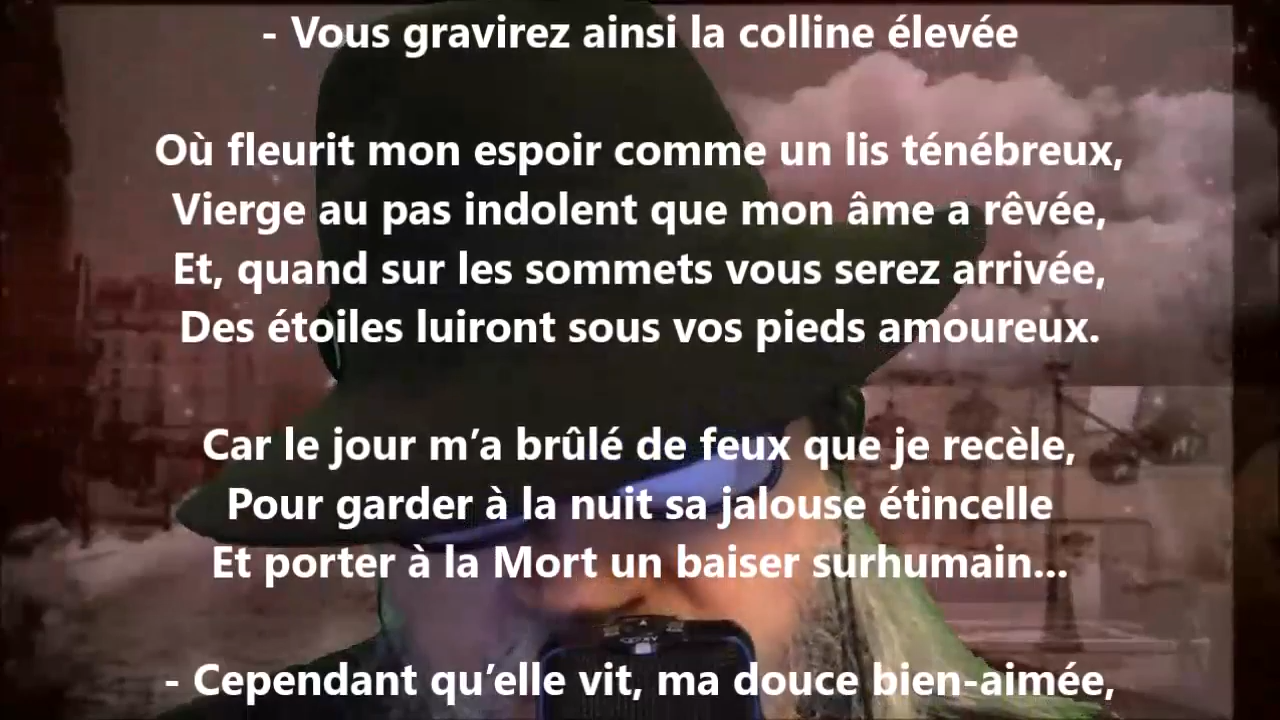 - Vous gravirez ainsi la colline élevée
Où fleurit mon espoir comme un lis ténébreux,
Vierge au pas indolent que mon âme a rêvée,
Et, quand sur les sommets vous serez arrivée,
Des étoiles luiront sous vos pieds amoureux.
Car le jour m’a brûlé de feux que je recèle,
Pour garder à la nuit sa jalouse étincelle
Et porter à la Mort un baiser surhumain...
- Cependant qu’elle vit, ma douce bien-aimée,